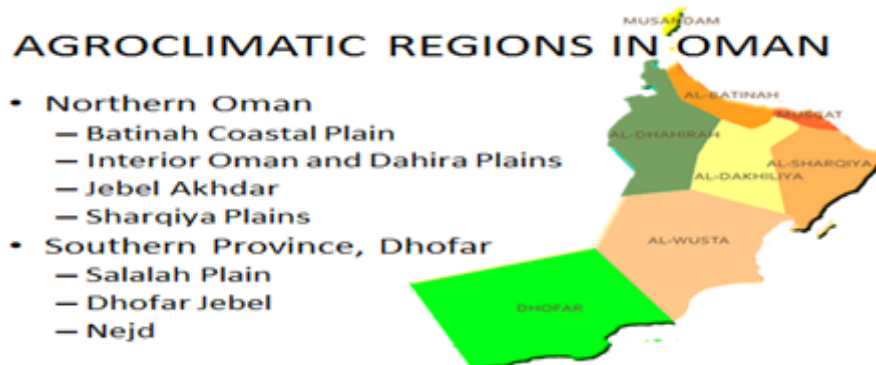 MUSANDAM
AGROCLIMATIC REGIONS IN OMAN
• Northern Oman
– Batinah Coastal Plain
– Interior Oman and Dahira Plains
– Jebel Akhdar
– Sharqiya Plains
• Southern Province, Dhofar
– Salalah Plain
– Dhofar Jebel
– Nejd
AL-BATINAH
MUSCAT
AL-DHAHIRAH
AL-SHARQIYA
AL-DAKHILIYA
AL-WUSTA
DHOFAR